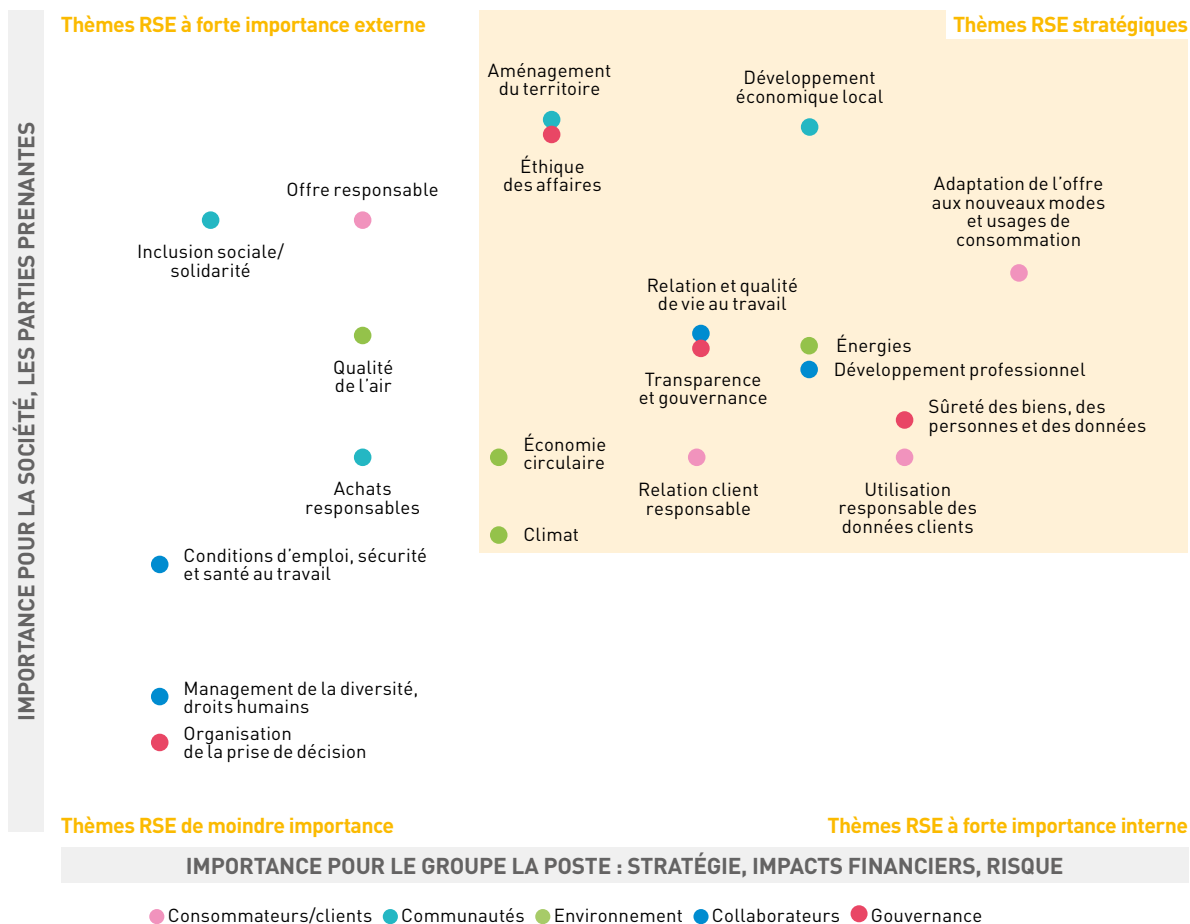 Thèmes RSE à forte importance externe
Thèmes RSE stratégiques
IMPORTANCE POUR LA SOCIÉTÉ, LES PARTIES PRENANTES
Aménagement
du territoire
Éthique
des affaires
Développement
économique local
Offre responsable
Inclusion sociale/
solidarité
Adaptation de l'offre
aux nouveaux modes
et usages de
consommation
Relation et qualité
de vie au travail
Transparence
et gouvernance
Énergies
Développement professionnel
Qualité
de l'air
Sûreté des biens, des
personnes et des données
Économie
circulaire
Achats
responsables
Relation client
responsable
Utilisation
responsable des
données clients
Climat
Conditions d'emploi, sécurité
et santé au travail
Management de la diversité,
droits humains
Organisation
de la prise de décision
Thèmes RSE de moindre importance
Thèmes RSE à forte importance interne
IMPORTANCE POUR LE GROUPE LA POSTE : STRATÉGIE, IMPACTS FINANCIERS, RISQUE
Consommateurs/clients Communautés Environnement Collaborateurs Gouvernance